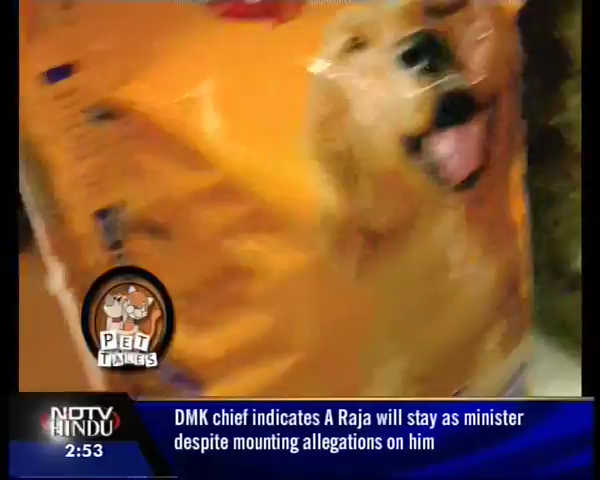 PET
TALES
NDTV
HINDU
2:53
DMK chief indicates A Raja will stay as minister
despite mounting allegations on him